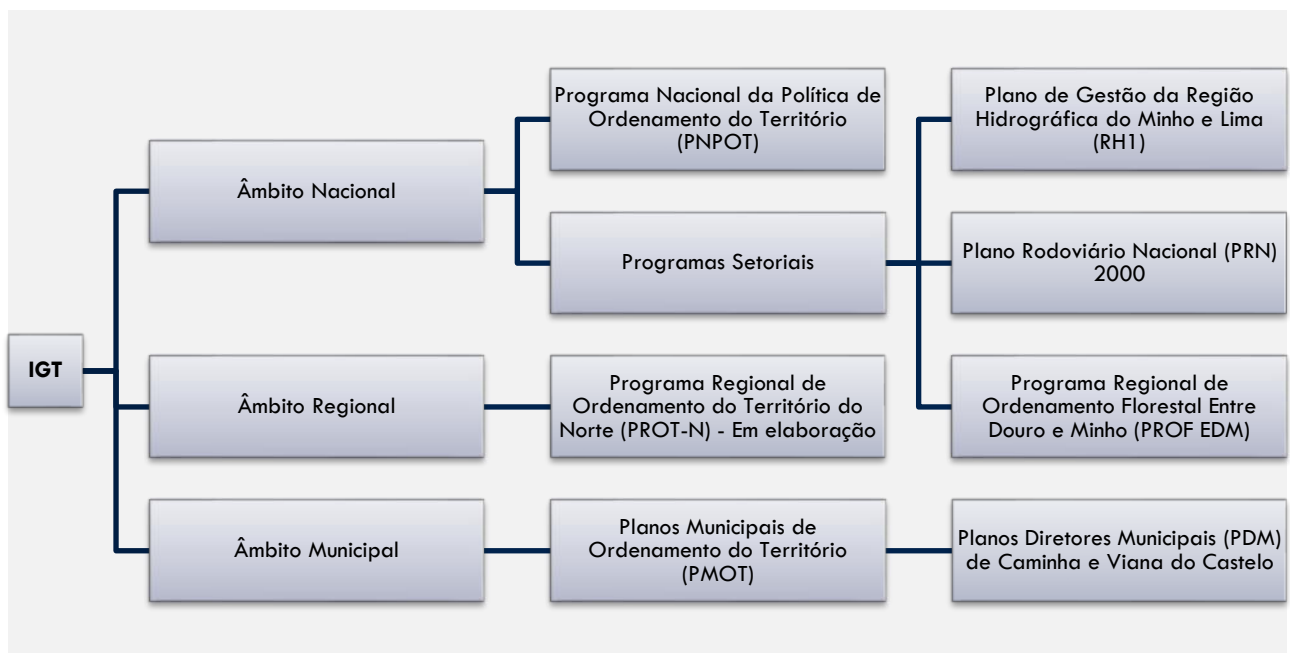 IGT
Âmbito Nacional
Programa Nacional da Política de
Ordenamento do Território
(PNPOT)
Programas Setoriais
Plano de Gestão da Região
Hidrográfica do Minho e Lima
(RH1)
Plano Rodoviário Nacional (PRN)
2000
Programa Regional de
Ordenamento Florestal Entre
Douro e Minho (PROF EDM)
Âmbito Regional
Programa Regional de
Ordenamento do Território do
Norte (PROT-N) - Em elaboração
Âmbito Municipal
Planos Municipais de
Ordenamento do Território
(PMOT)
Planos Diretores Municipais (PDM)
de Caminha e Viana do Castelo